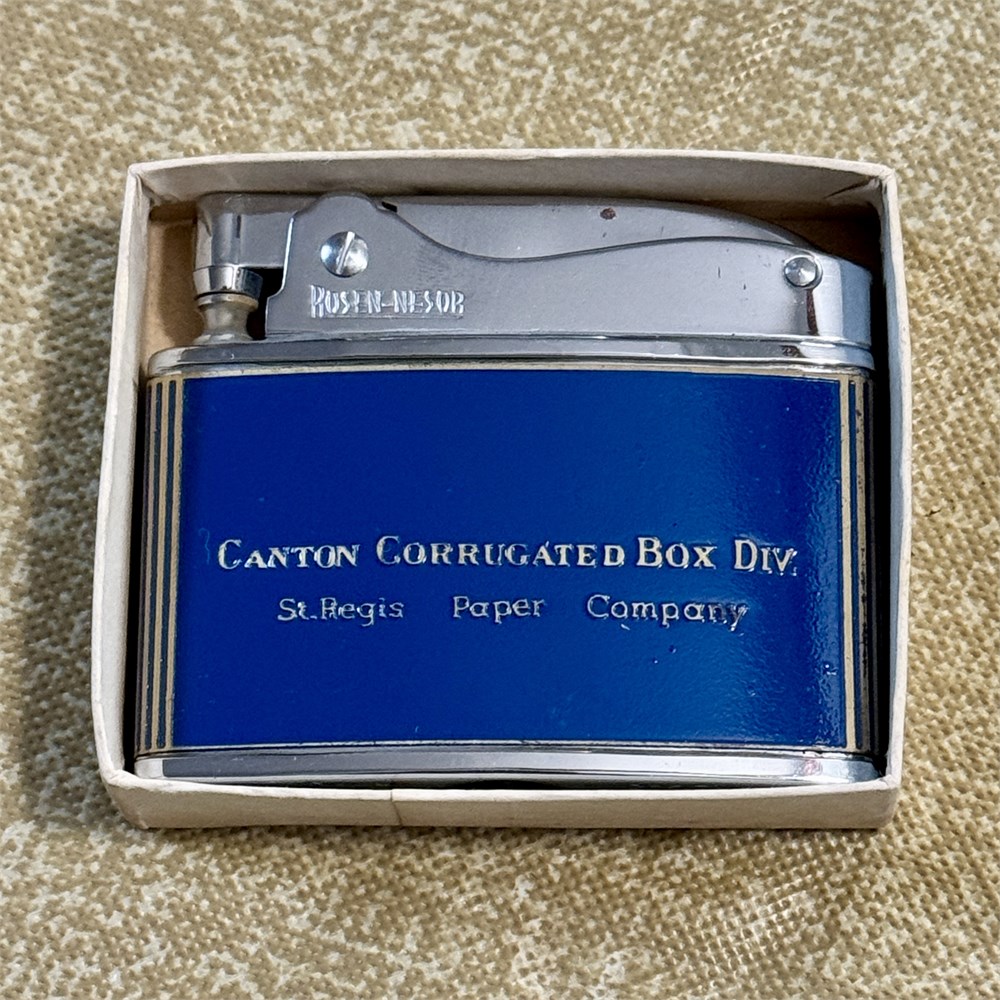 ROSEN-NESOR
CANTON CORRUGATED BOX DIV.
St. Regis Paper Company